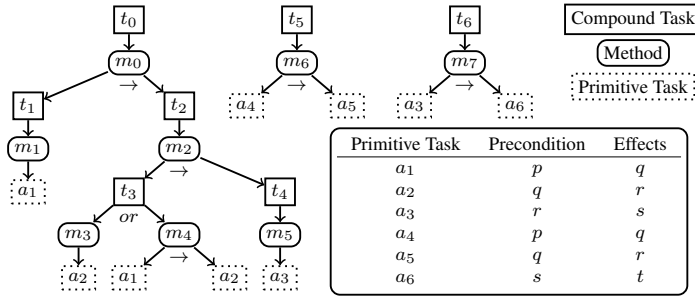 t₀ t₅ t₆ Compound Task
m₀ m₆ m₇ Method
→ → →
t₁ t₂ a₄ a₅ a₃ a₆ Primitive Task
m₁ m₂
→
a₁
t₃ t₄
or
m₃ m₄ m₅
→
a₂ a₁ a₂ a₃
Primitive Task Precondition Effects
a₁ p q
a₂ q r
a₃ r s
a₄ p q
a₅ q r
a₆ s t